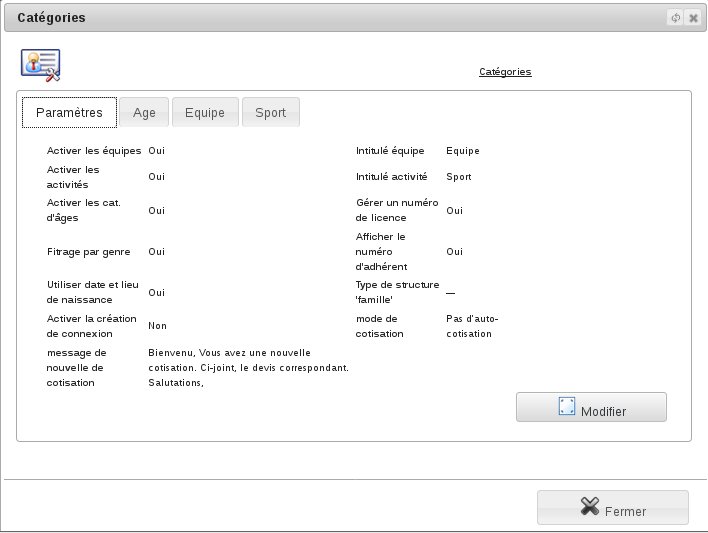 Catégories
Catégories
Paramètres Age Equipe Sport
Activer les équipes Oui Intitulé équipe Equipe
Activer les
activités
Oui Intitulé activité Sport
Activer les cat.
d'âges
Oui
Gérer un numéro
de licence
Oui
Fitrage par genre Oui
Afficher le
numéro
d'adhérent
Oui
Utiliser date et lieu
de naissance
Oui
Type de structure
'famille'
—
Activer la création
de connexion
Non
mode de
cotisation
Pas d'auto-
cotisation
message de
nouvelle de
cotisation
Bienvenu, Vous avez une nouvelle
cotisation. Ci-joint, le devis correspondant.
Salutations,
Modifier
Fermer